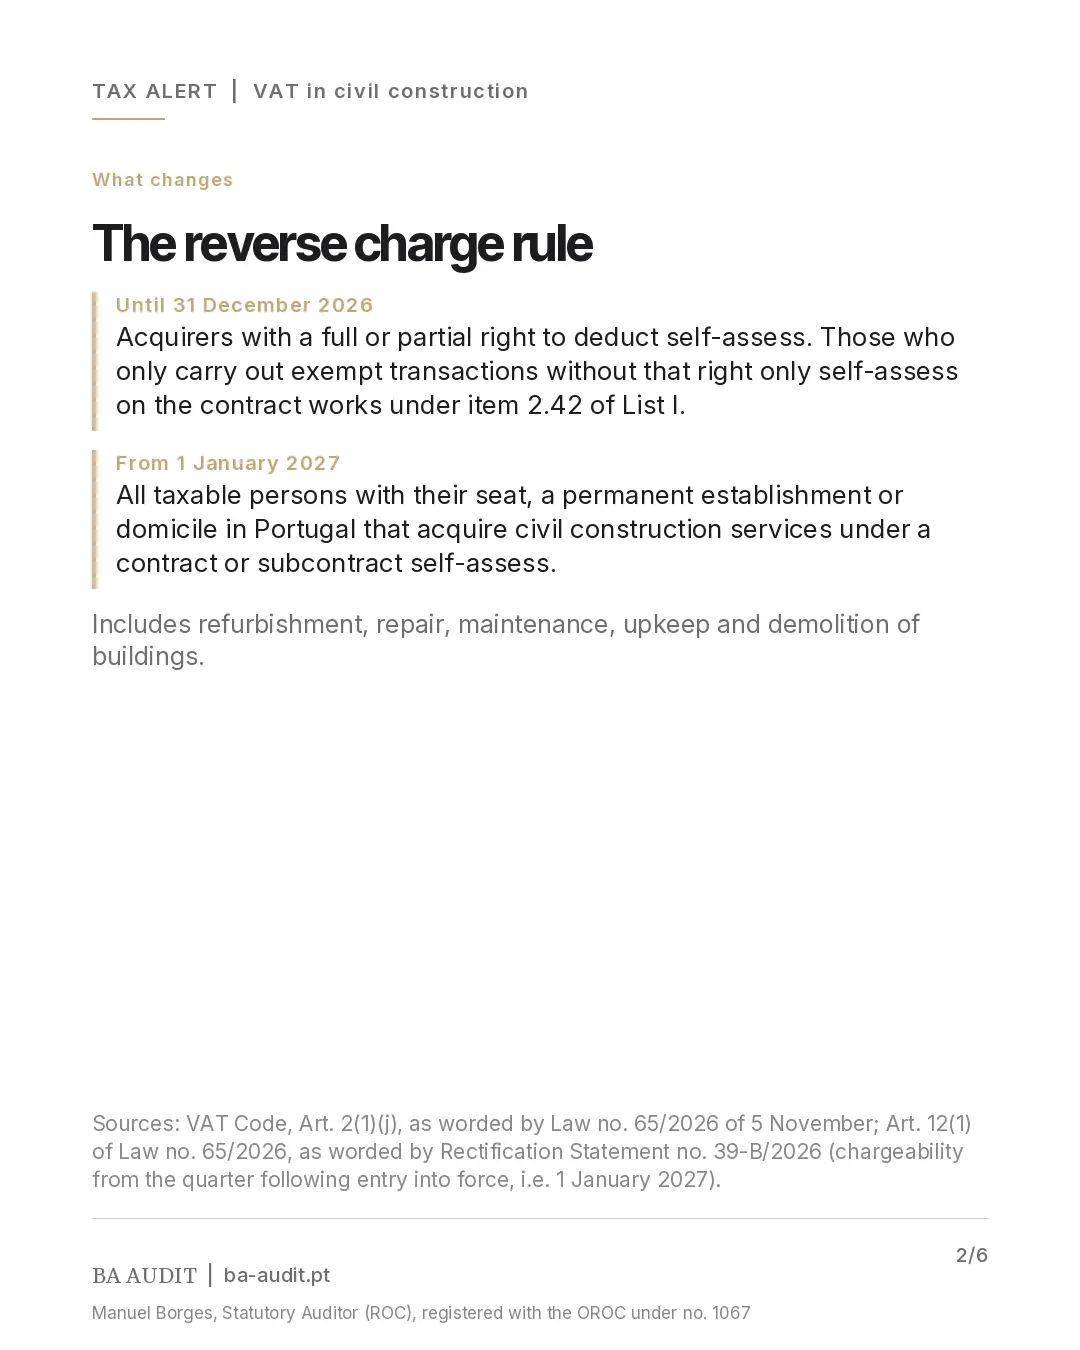 TAX ALERT | VAT in civil construction
What changes
The reverse charge rule
Until 31 December 2026
Acquirers with a full or partial right to deduct self-assess. Those who
only carry out exempt transactions without that right only self-assess
on the contract works under item 2.42 of List I.
From 1 January 2027
All taxable persons with their seat, a permanent establishment or
domicile in Portugal that acquire civil construction services under a
contract or subcontract self-assess.
Includes refurbishment, repair, maintenance, upkeep and demolition of
buildings.
Sources: VAT Code, Art. 2(1)(j), as worded by Law no. 65/2026 of 5 November; Art. 12(1)
of Law no. 65/2026, as worded by Rectification Statement no. 39-B/2026 (chargeability
from the quarter following entry into force, i.e. 1 January 2027).
2/6
BA AUDIT | ba-audit.pt
Manuel Borges, Statutory Auditor (ROC), registered with the OROC under no. 1067